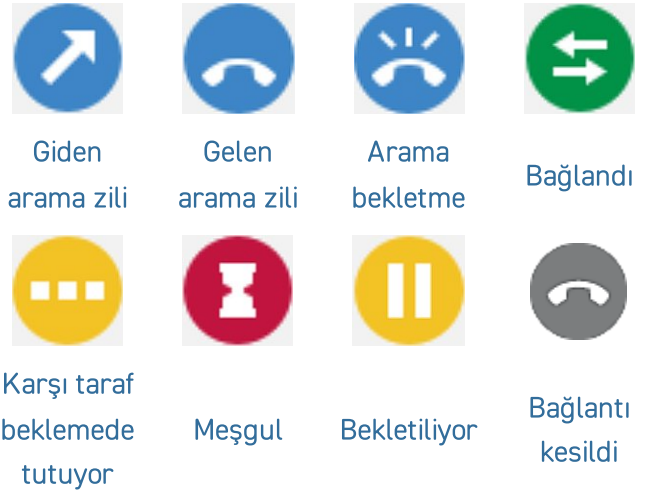 Giden
arama zili
Gelen
arama zili
Arama
bekletme
Bağlandı
Karşı taraf
beklemede
tutuyor
Meşgul
Bekletiliyor
Bağlantı
kesildi